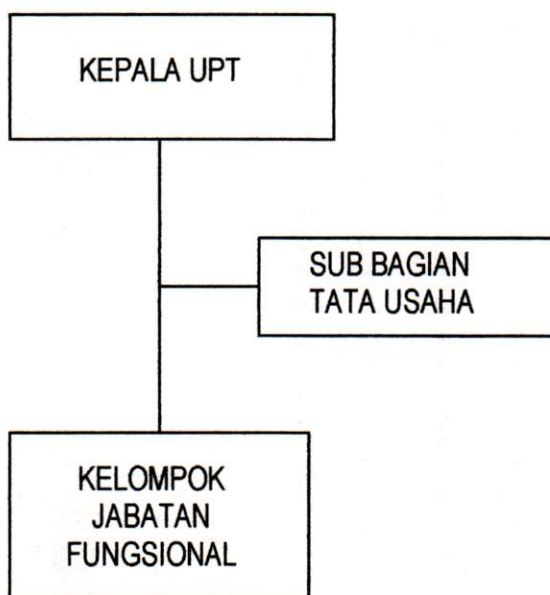 KEPALA UPT
SUB BAGIAN
TATA USAHA
KELOMPOK
JABATAN
FUNGSIONAL